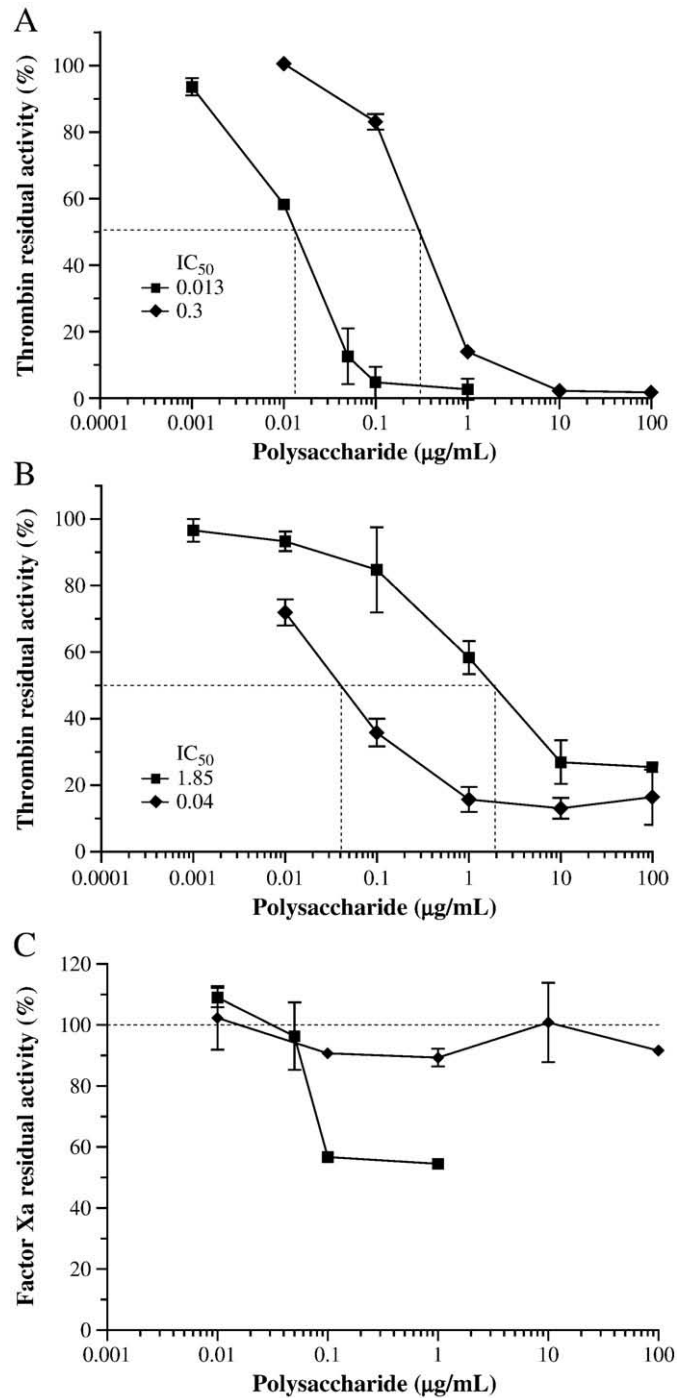 A
Thrombin residual activity (%)
100
80
60
40
20
0
IC50
0.013
0.3
0.0001 0.001 0.01 0.1 1 10 100
Polysaccharide (µg/mL)
B
Thrombin residual activity (%)
100
80
60
40
20
0
IC50
1.85
0.04
0.0001 0.001 0.01 0.1 1 10 100
Polysaccharide (µg/mL)
C
Factor Xa residual activity (%)
120
100
80
60
40
20
0
0.001 0.01 0.1 1 10 100
Polysaccharide (µg/mL)